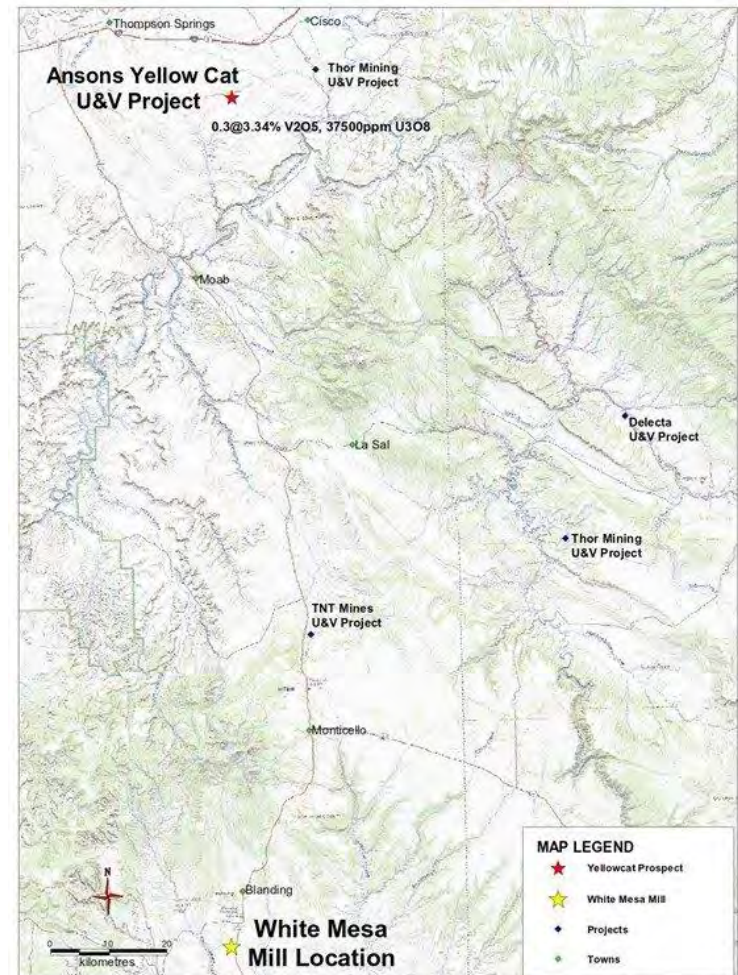 Thompson Springs
Cisco
Ansons Yellow Cat
U&V Project
Thor Mining
U&V Project
0.3@3.34% V2O5, 37500ppm U3O8
Moab
Delecta
U&V Project
La Sal
Thor Mining
U&V Project
TNT Mines
U&V Project
Monticello
Blanding
White Mesa
Mill Location
N
0 10 20
kilometres
MAP LEGEND
Yellowcat Prospect
White Mesa Mill
Projects
Towns